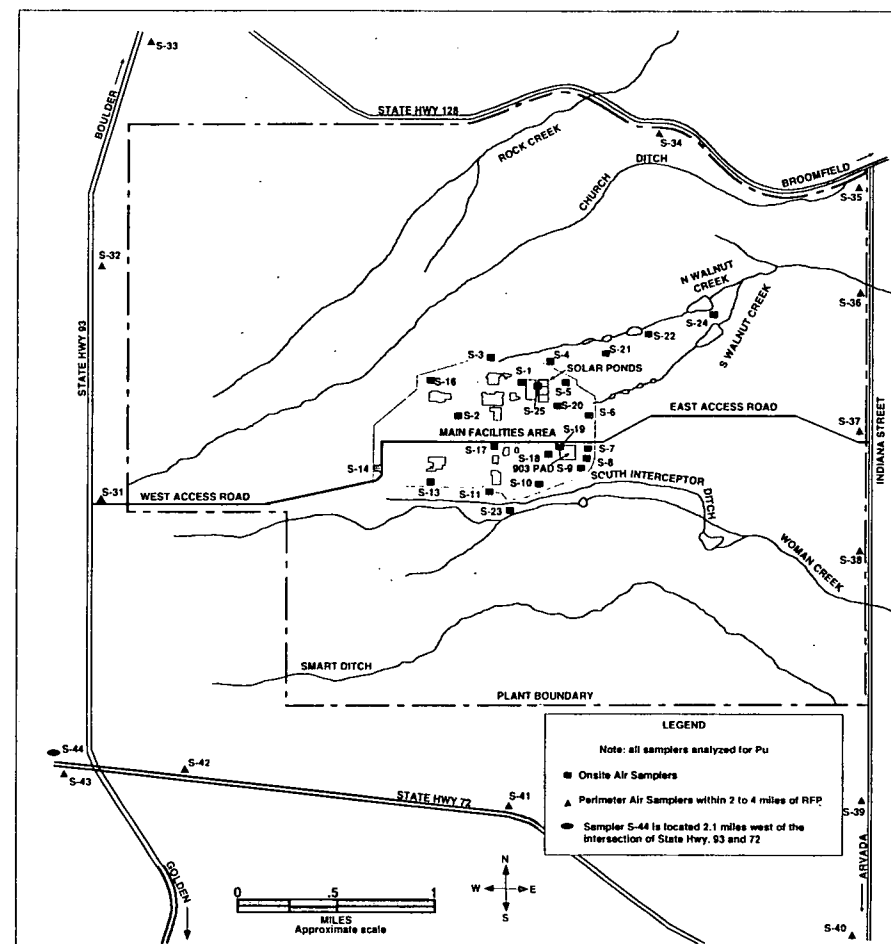 S-33
STATE HWY 128
BOULDER
ROCK CREEK
S-34
DITCH
BROOMFIELD
CHURCH
S-35
S-32
N WALNUT
CREEK
S-36
STATE HWY 93
S-24
S WALNUT CREEK
S-22
S-3
S-4
S-21
SOLAR PONDS
S-1
S-16
S-5
S-20
S-2
S-25
S-6
INDIANA STREET
EAST ACCESS ROAD
S-37
MAIN FACILITIES AREA
S-19
S-17
S-7
S-18
S-8
S-14
903 PAD
S-9
SOUTH INTERCEPTOR
S-31
WEST ACCESS ROAD
S-13
S-11
S-10
DITCH
S-23
WOMAN CREEK
S-38
SMART DITCH
PLANT BOUNDARY
LEGEND
Note: all samplers analyzed for Pu
Onsite Air Samplers
Perimeter Air Samplers within 2 to 4 miles of RFP
Sampler S-44 is located 2.1 miles west of the
intersection of State Hwy. 93 and 72
S-44
S-43
S-42
STATE HWY 72
S-41
S-39
ARVADA
GOLDEN
N
W E
S
0 .5 1
MILES
Approximate scale
S-40